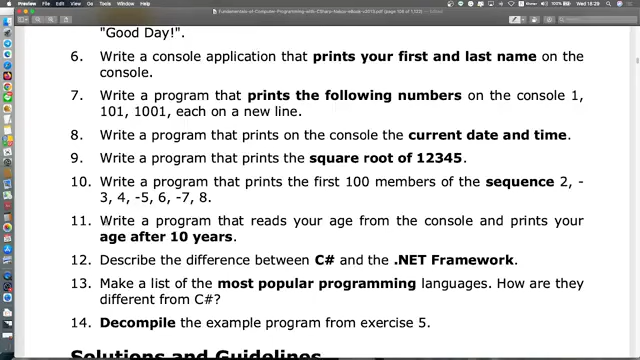 Preview File Edit View Go Tools Window Help
"Good Day!".
6. Write a console application that prints your first and last name on the
console.
7. Write a program that prints the following numbers on the console 1,
101, 1001, each on a new line.
8. Write a program that prints on the console the current date and time.
9. Write a program that prints the square root of 12345.
10. Write a program that prints the first 100 members of the sequence 2, -
3, 4, -5, 6, -7, 8.
11. Write a program that reads your age from the console and prints your
age after 10 years.
12. Describe the difference between C# and the .NET Framework.
13. Make a list of the most popular programming languages. How are they
different from C#?
14. Decompile the example program from exercise 5.
Solutions and Guidelines